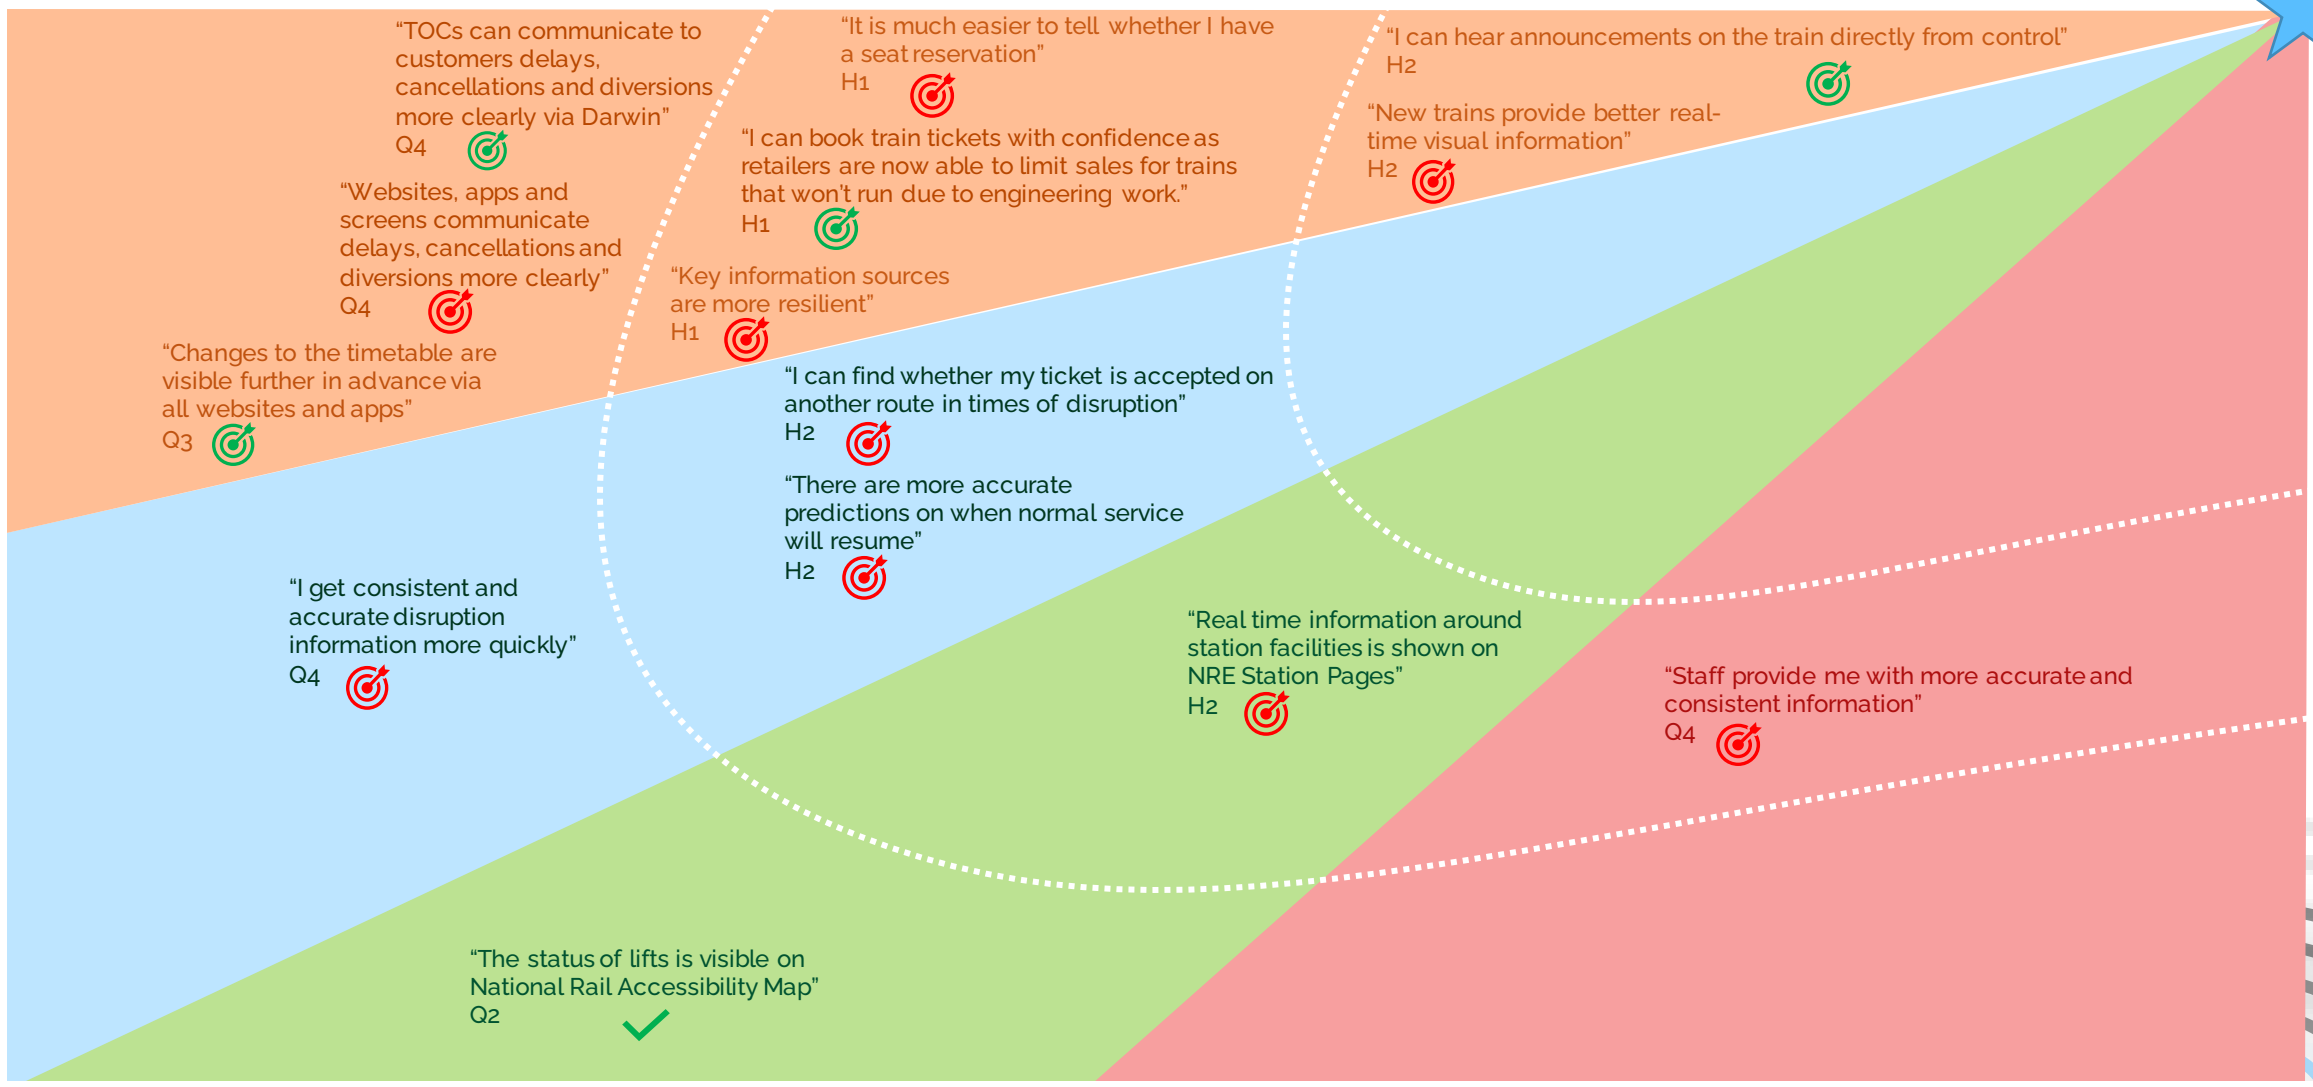 “TOCs can communicate to
customers delays,
cancellations and diversions
more clearly via Darwin”
Q4
“Websites, apps and
screens communicate
delays, cancellations and
diversions more clearly”
Q4
“Changes to the timetable are
visible further in advance via
all websites and apps”
Q3
“It is much easier to tell whether I have
a seat reservation”
H1
“I can book train tickets with confidence as
retailers are now able to limit sales for trains
that won’t run due to engineering work.”
H1
“Key information sources
are more resilient”
H1
“I can hear announcements on the train directly from control”
H2
“New trains provide better real-
time visual information”
H2
“I can find whether my ticket is accepted on
another route in times of disruption”
H2
“There are more accurate
predictions on when normal service
will resume”
H2
“I get consistent and
accurate disruption
information more quickly”
Q4
“Real time information around
station facilities is shown on
NRE Station Pages”
H2
“Staff provide me with more accurate and
consistent information”
Q4
“The status of lifts is visible on
National Rail Accessibility Map”
Q2